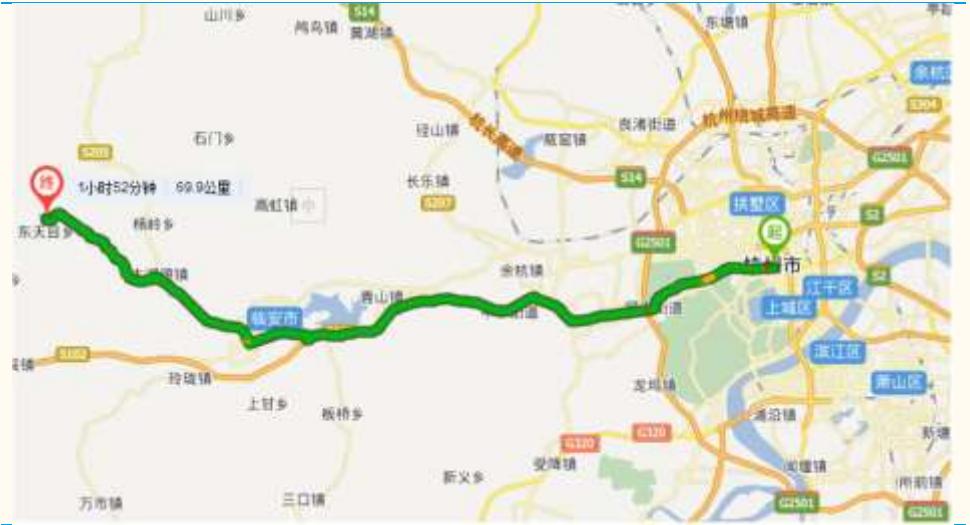 山川乡
S14
鸬鸟镇
黄湖镇
东塘镇
余杭区
S304
杭长高速
径山镇
瓶窑镇
良渚街道
杭州绕城高速
石门乡
S205
G2501
终
1小时52分钟 69.9公里
长乐镇
S14
S207
高虹镇
拱墅区
起
S2
东天目乡
杨岭乡
G2501
余杭镇
杭州市
S2
江干区
青山镇
上城区
临安市
滨江区
S102
玲珑镇
龙坞镇
萧山区
上甘乡
板桥乡
浦沿镇
G320
G320
新塘
受降镇
新义乡
闻堰镇
所前镇
万市镇
三口镇
G2501
G2501